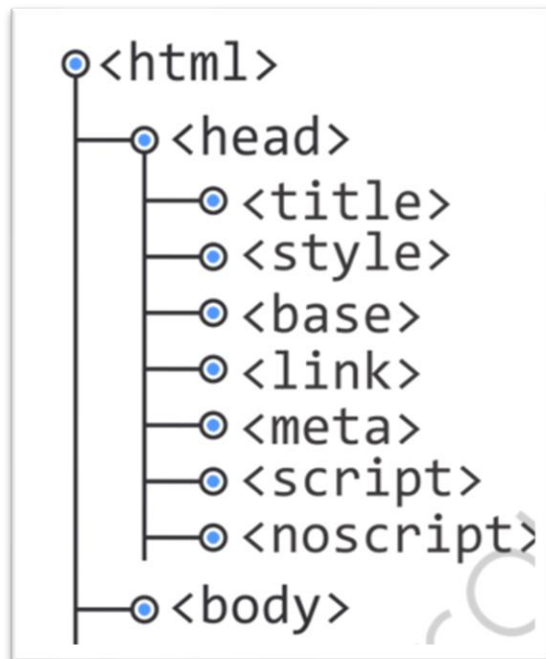 <html>
<head>
<title>
<style>
<base>
<link>
<meta>
<script>
<noscript>
<body>